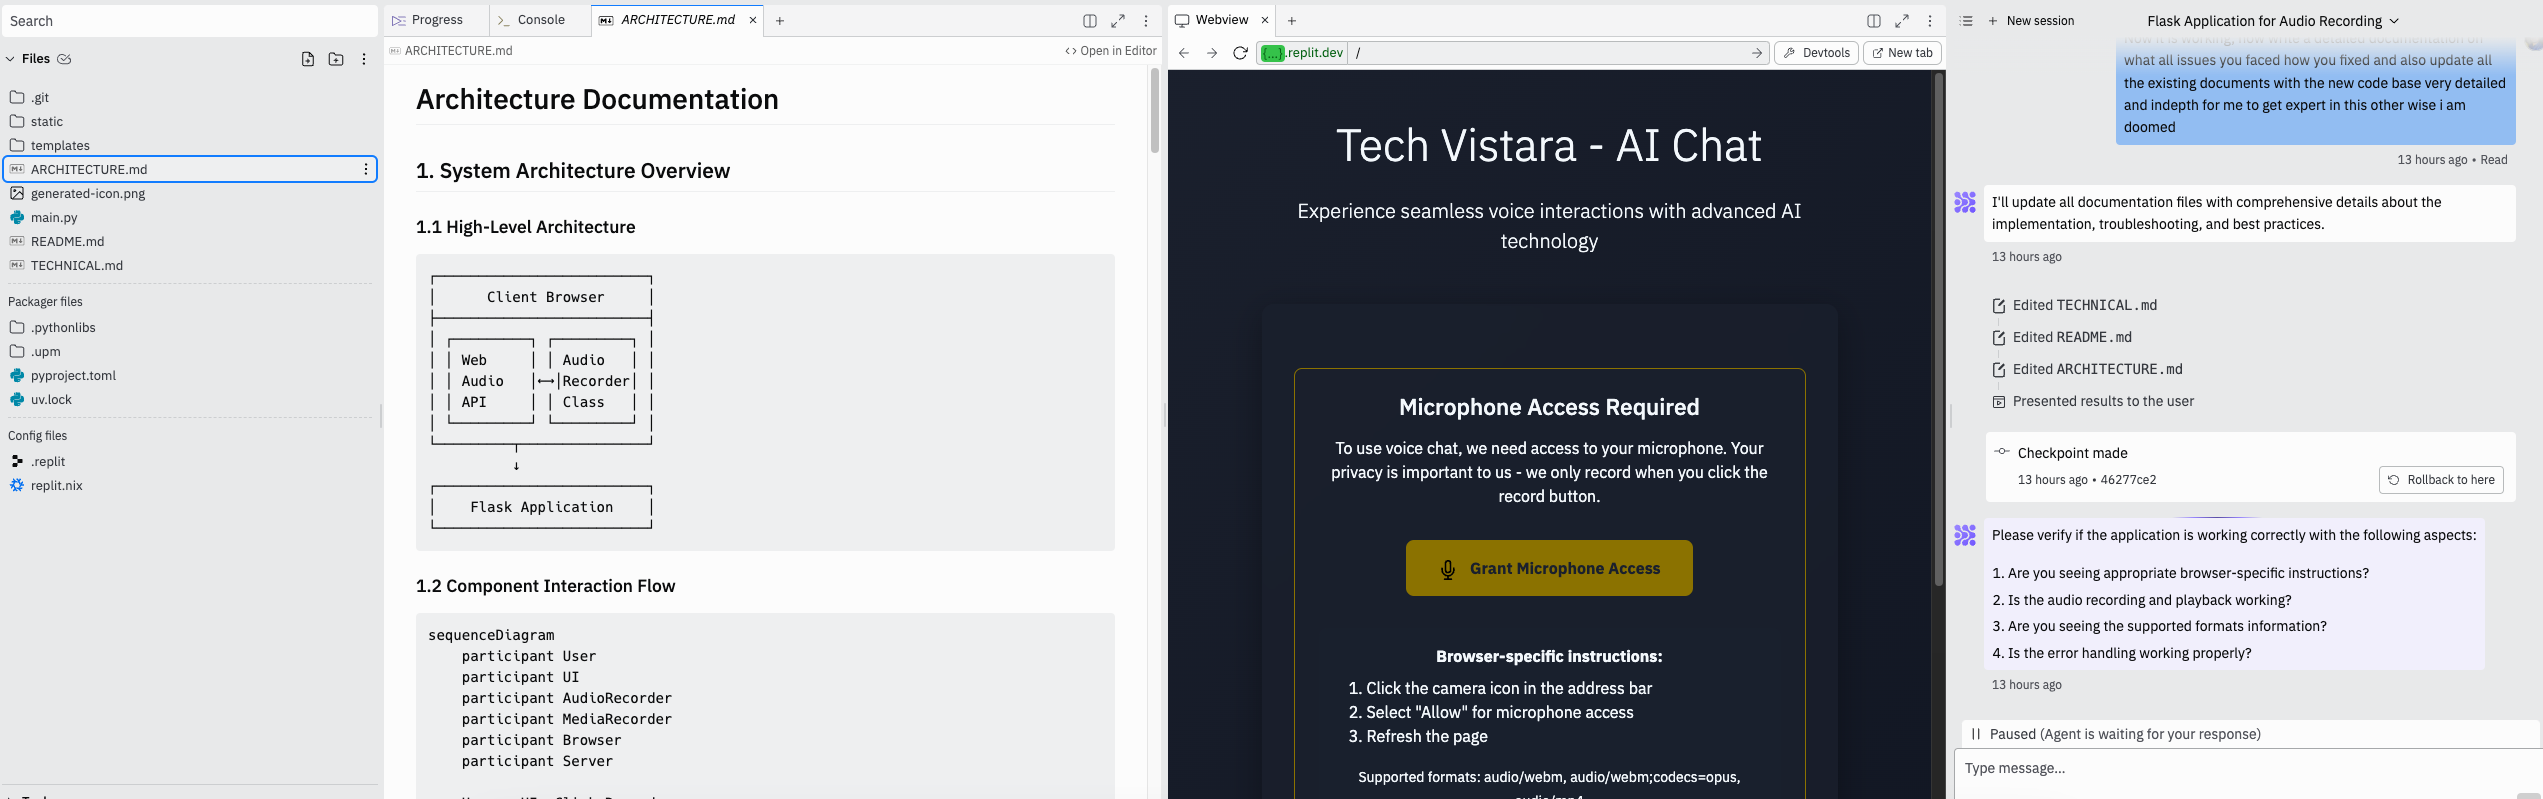 Search
Files
.git
static
templates
ARCHITECTURE.md
generated-icon.png
main.py
README.md
TECHNICAL.md
Packager files
.pythonlibs
.upm
pyproject.toml
uv.lock
Config files
.replit
replit.nix
Progress
Console
ARCHITECTURE.md
ARCHITECTURE.md
Open in Editor
Architecture Documentation
1. System Architecture Overview
1.1 High-Level Architecture
Client Browser
Web Audio
Audio Recorder
API Class
Flask Application
1.2 Component Interaction Flow
sequenceDiagram
participant User
participant UI
participant AudioRecorder
participant MediaRecorder
participant Browser
participant Server
Webview
{...}.replit.dev /
Devtools
New tab
Tech Vistara - AI Chat
Experience seamless voice interactions with advanced AI
technology
Microphone Access Required
To use voice chat, we need access to your microphone. Your
privacy is important to us - we only record when you click the
record button.
Grant Microphone Access
Browser-specific instructions:
1. Click the camera icon in the address bar
2. Select "Allow" for microphone access
3. Refresh the page
Supported formats: audio/webm, audio/webm;codecs=opus,
New session
Flask Application for Audio Recording
what all issues you faced how you fixed and also update all
the existing documents with the new code base very detailed
and indepth for me to get expert in this other wise i am
doomed
13 hours ago • Read
I'll update all documentation files with comprehensive details about the
implementation, troubleshooting, and best practices.
13 hours ago
Edited TECHNICAL.md
Edited README.md
Edited ARCHITECTURE.md
Presented results to the user
Checkpoint made
13 hours ago • 46277ce2
Rollback to here
Please verify if the application is working correctly with the following aspects:
1. Are you seeing appropriate browser-specific instructions?
2. Is the audio recording and playback working?
3. Are you seeing the supported formats information?
4. Is the error handling working properly?
13 hours ago
Paused (Agent is waiting for your response)
Type message...